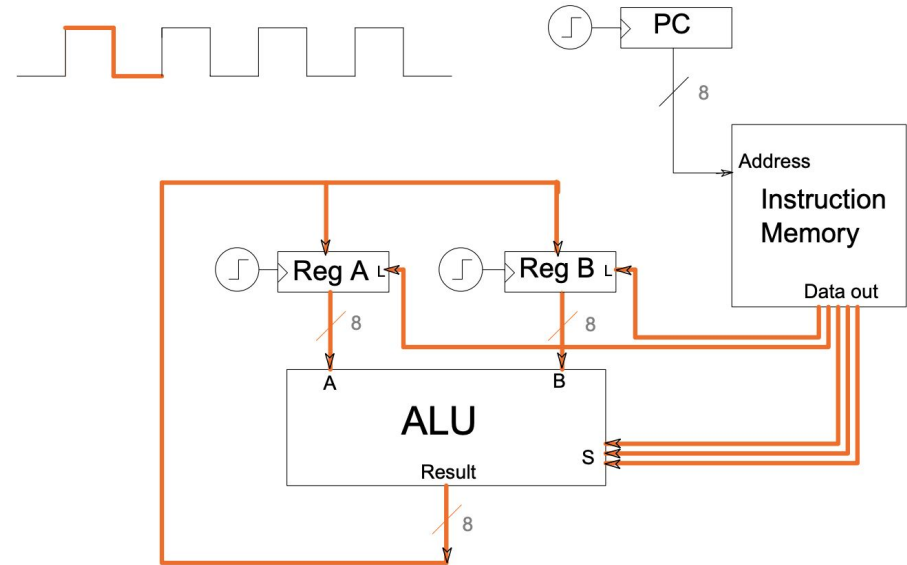 PC
8
Address
Instruction
Memory
Data out
Reg A L
Reg B L
8
8
A
B
ALU
S
Result
8